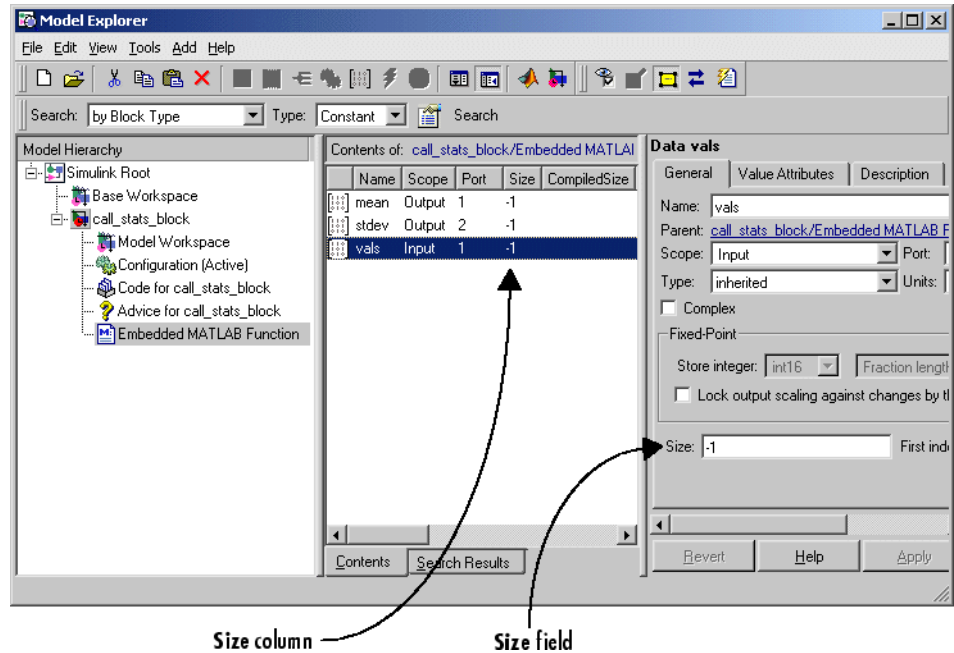 Model Explorer
File Edit View Tools Add Help
Search: by Block Type Type: Constant Search
Model Hierarchy
Simulink Root
Base Workspace
call_stats_block
Model Workspace
Configuration (Active)
Code for call_stats_block
Advice for call_stats_block
Embedded MATLAB Function
Contents of: call_stats_block/Embedded MATLAI
Name Scope Port Size CompiledSize
mean Output 1 -1
stdev Output 2 -1
vals Input 1 -1
Contents Search Results
Data vals
General Value Attributes Description
Name: vals
Parent: call_stats_block/Embedded MATLAB F
Scope: Input Port:
Type: inherited Units:
Complex
Fixed-Point
Store integer: int16 Fraction length
Lock output scaling against changes by tl
Size: -1 First inde
Revert Help Apply
Size column
Size field